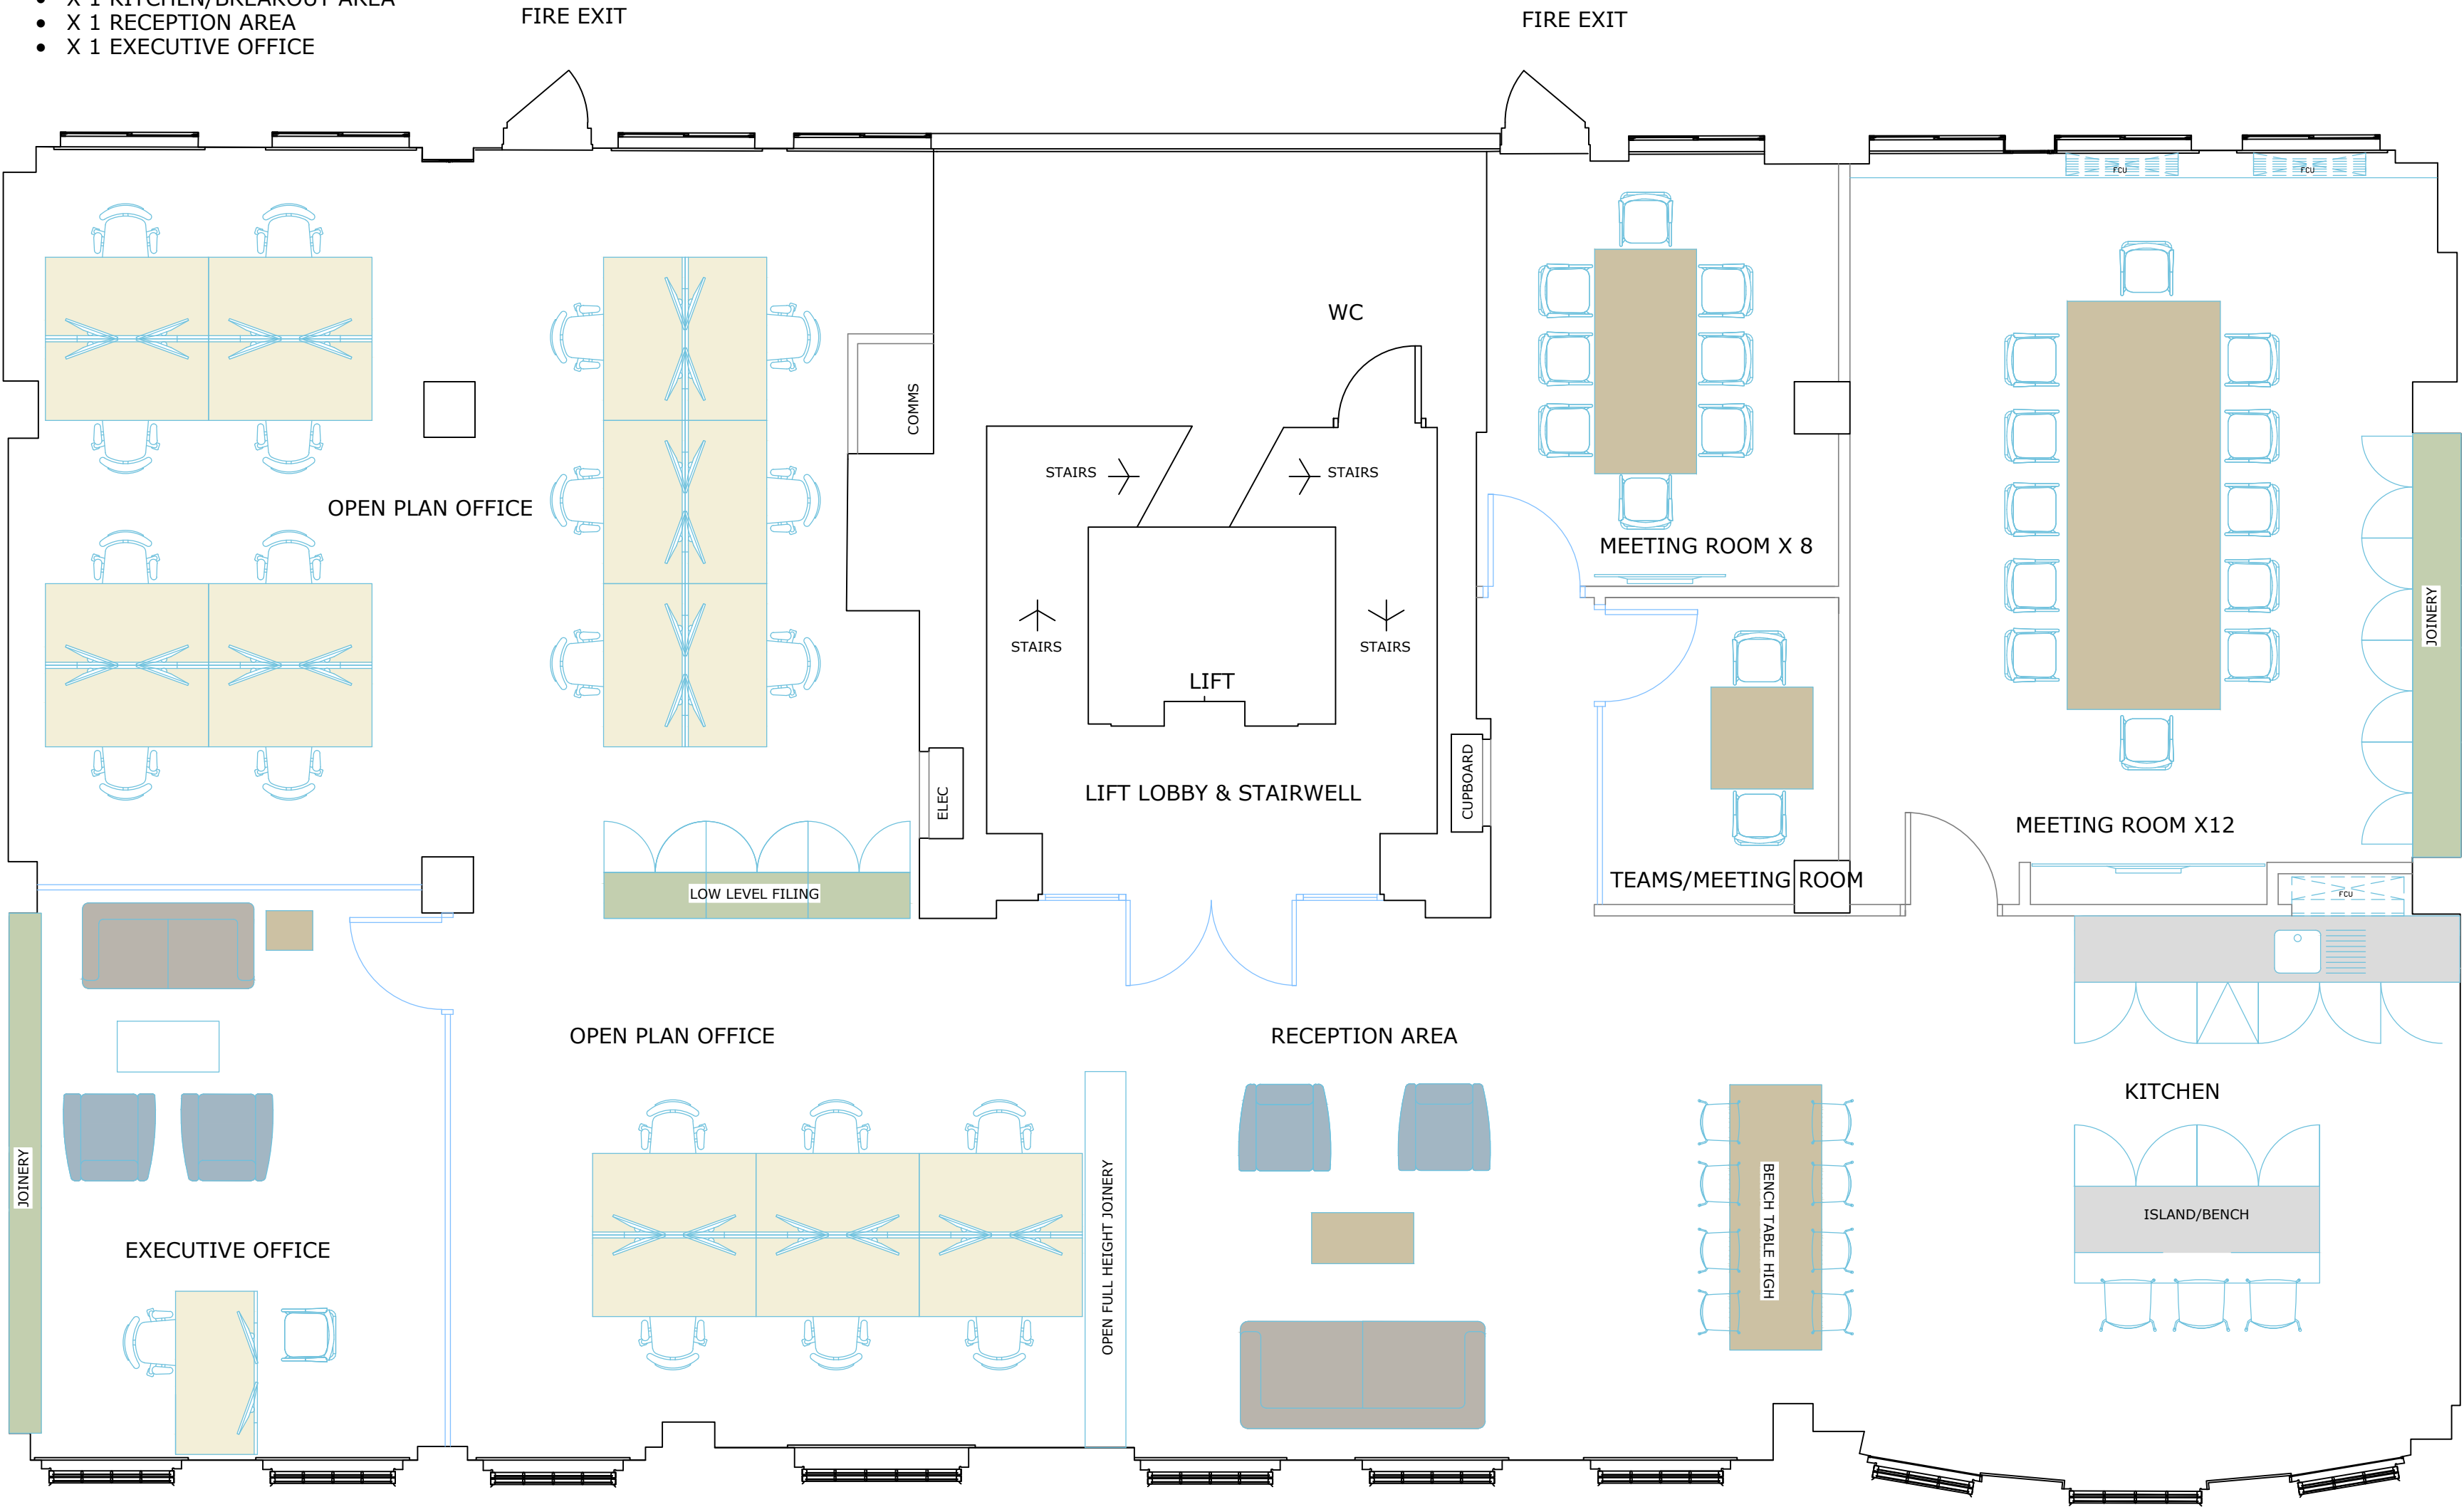 • X 1 KITCHEN/BREAKOUT AREA
• X 1 RECEPTION AREA
• X 1 EXECUTIVE OFFICE
FIRE EXIT
FIRE EXIT
FCU
FCU
WC
COMMS
STAIRS
STAIRS
OPEN PLAN OFFICE
MEETING ROOM X 8
JOINERY
STAIRS
STAIRS
LIFT
ELEC
LIFT LOBBY & STAIRWELL
CUPBOARD
MEETING ROOM X12
LOW LEVEL FILING
TEAMS/MEETING ROOM
FCU
OPEN PLAN OFFICE
RECEPTION AREA
KITCHEN
JOINERY
EXECUTIVE OFFICE
OPEN FULL HEIGHT JOINERY
BENCH TABLE HIGH
ISLAND/BENCH